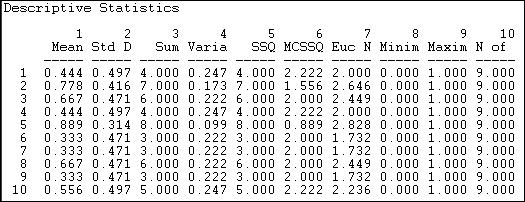 Descriptive Statistics
1 2 3 4 5 6 7 8 9 10
Mean Std D Sum Varia SSQ MCSSQ Euc N Minim Maxim N of
------ ------ ------ ------ ------ ------ ------ ------ ------ ------
1 0.444 0.497 4.000 0.247 4.000 2.222 2.000 0.000 1.000 9.000
2 0.778 0.416 7.000 0.173 7.000 1.556 2.646 0.000 1.000 9.000
3 0.667 0.471 6.000 0.222 6.000 2.000 2.449 0.000 1.000 9.000
4 0.444 0.497 4.000 0.247 4.000 2.222 2.000 0.000 1.000 9.000
5 0.889 0.314 8.000 0.099 8.000 0.889 2.828 0.000 1.000 9.000
6 0.333 0.471 3.000 0.222 3.000 2.000 1.732 0.000 1.000 9.000
7 0.333 0.471 3.000 0.222 3.000 2.000 1.732 0.000 1.000 9.000
8 0.667 0.471 6.000 0.222 6.000 2.000 2.449 0.000 1.000 9.000
9 0.333 0.471 3.000 0.222 3.000 2.000 1.732 0.000 1.000 9.000
10 0.556 0.497 5.000 0.247 5.000 2.222 2.236 0.000 1.000 9.000